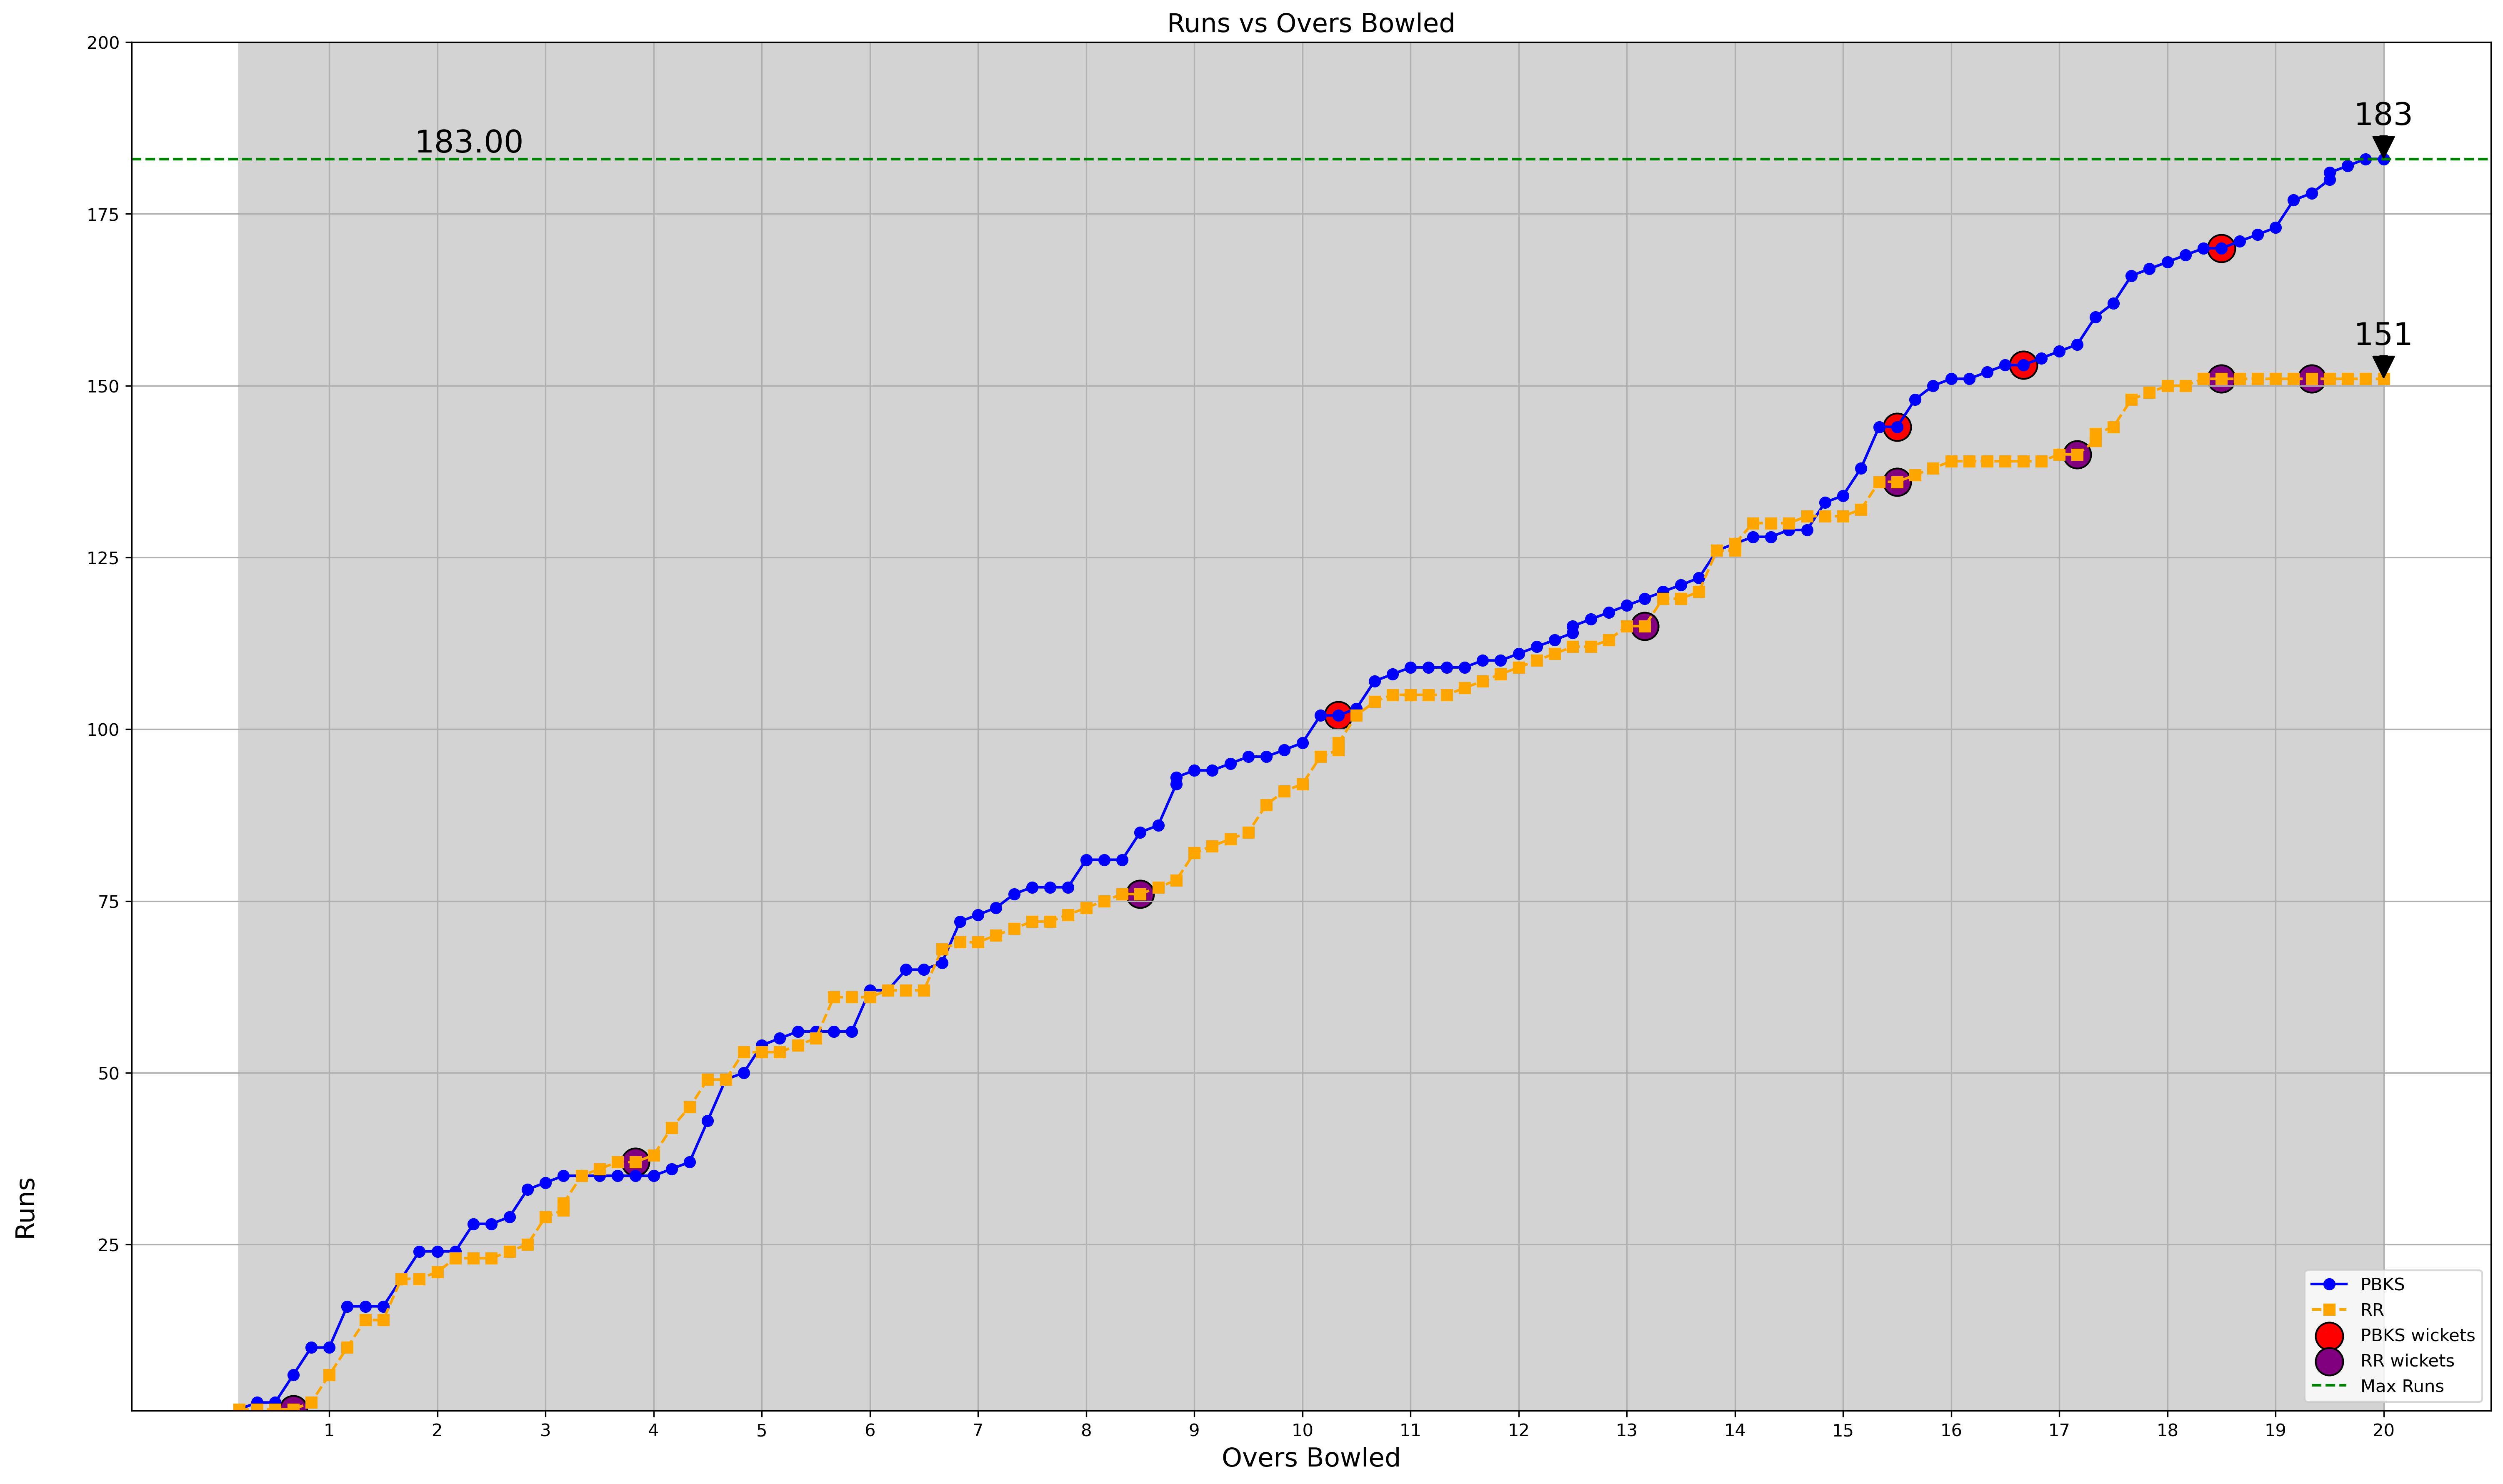 Runs vs Overs Bowled
200
175
150
125
100
75
50
25
Runs
183.00
183
151
PBKS
RR
PBKS wickets
RR wickets
Max Runs
1 2 3 4 5 6 7 8 9 10 11 12 13 14 15 16 17 18 19 20
Overs Bowled